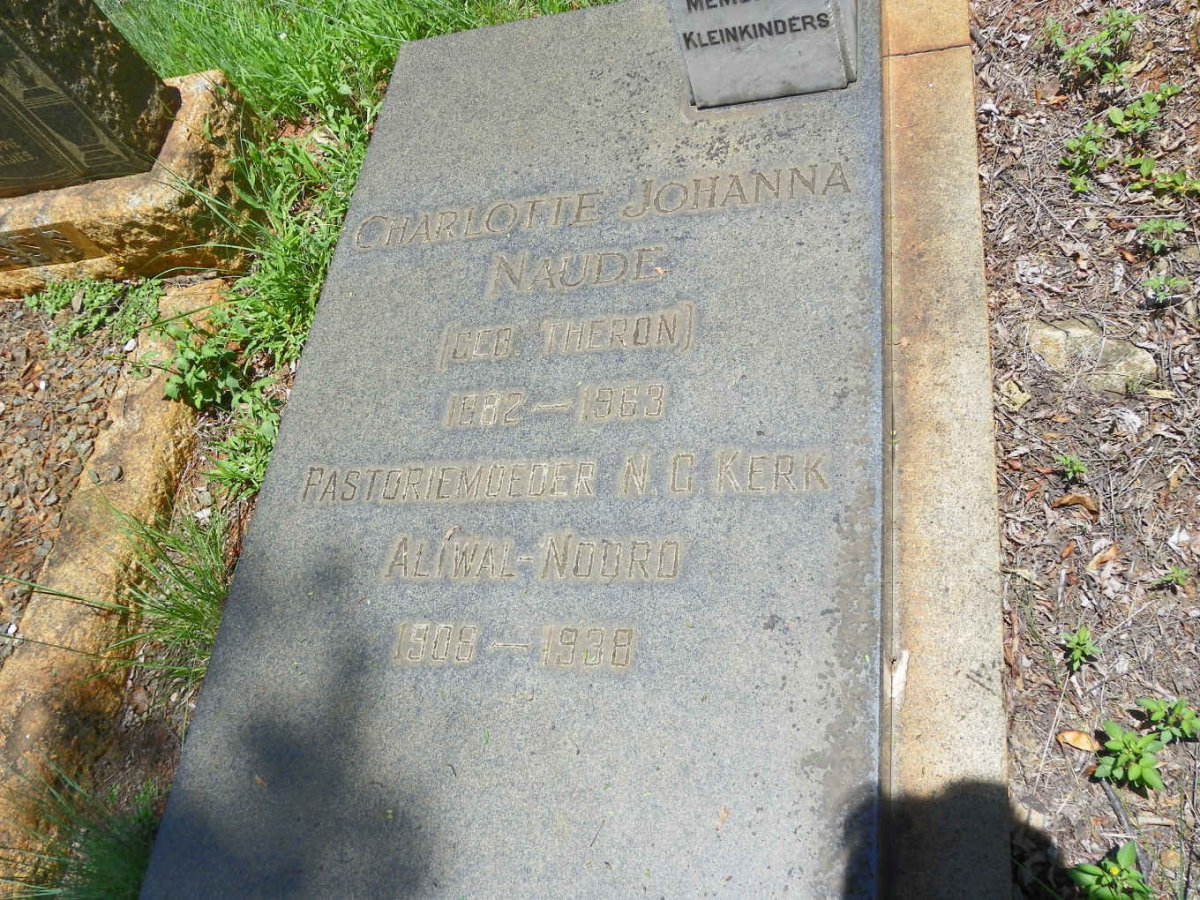 KLEINKINDERS
CHARLOTTE JOHANNA
NAUDE
(GEB. THERON)
1882 — 1963
PASTORIEMOEDER N. G. KERK
ALIWAL-NOORD
1908 — 1938